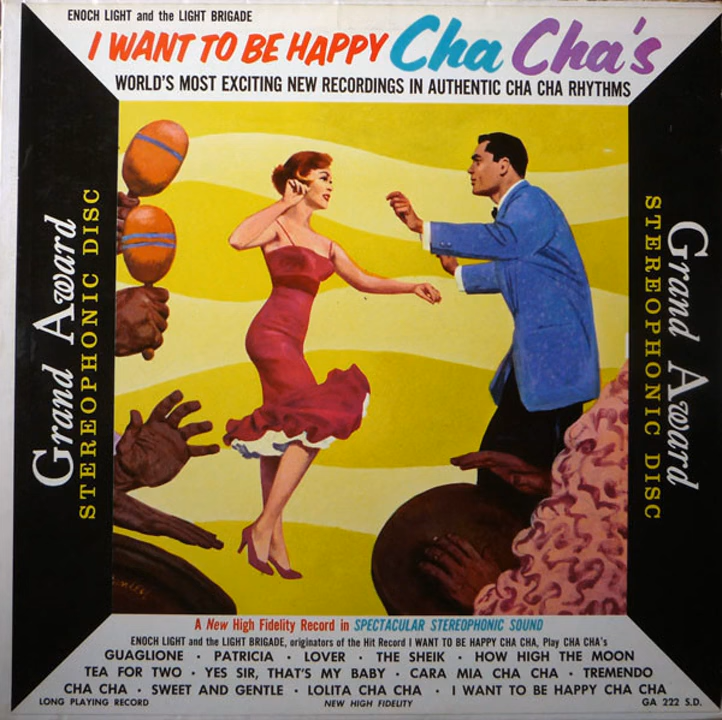 ENOCH LIGHT and the LIGHT BRIGADE
I WANT TO BE HAPPY Cha Cha's
WORLD'S MOST EXCITING NEW RECORDINGS IN AUTHENTIC CHA CHA RHYTHMS
Grand Award
STEREOPHONIC DISC
Grand Award
STEREOPHONIC DISC
A New High Fidelity Record in SPECTACULAR STEREOPHONIC SOUND
ENOCH LIGHT and the LIGHT BRIGADE, originators of the Hit Record I WANT TO BE HAPPY CHA CHA, Play CHA CHA's
GUAGLIONE · PATRICIA · LOVER · THE SHEIK · HOW HIGH THE MOON
TEA FOR TWO · YES SIR, THAT'S MY BABY · CARA MIA CHA CHA · TREMENDO
CHA CHA · SWEET AND GENTLE · LOLITA CHA CHA · I WANT TO BE HAPPY CHA CHA
LONG PLAYING RECORD NEW HIGH FIDELITY GA 222 S.D.